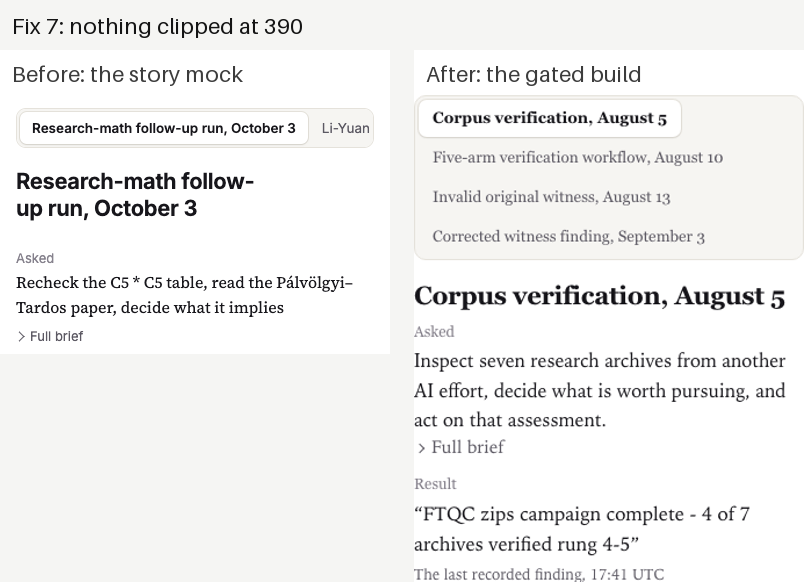 Fix 7: nothing clipped at 390
Before: the story mock
Research-math follow-up run, October 3
Li-Yuan
Research-math follow-
up run, October 3
Asked
Recheck the C5 * C5 table, read the Pálvölgyi–
Tardos paper, decide what it implies
> Full brief
After: the gated build
Corpus verification, August 5
Five-arm verification workflow, August 10
Invalid original witness, August 13
Corrected witness finding, September 3
Corpus verification, August 5
Asked
Inspect seven research archives from another
AI effort, decide what is worth pursuing, and
act on that assessment.
> Full brief
Result
“FTQC zips campaign complete - 4 of 7
archives verified rung 4-5”
The last recorded finding, 17:41 UTC